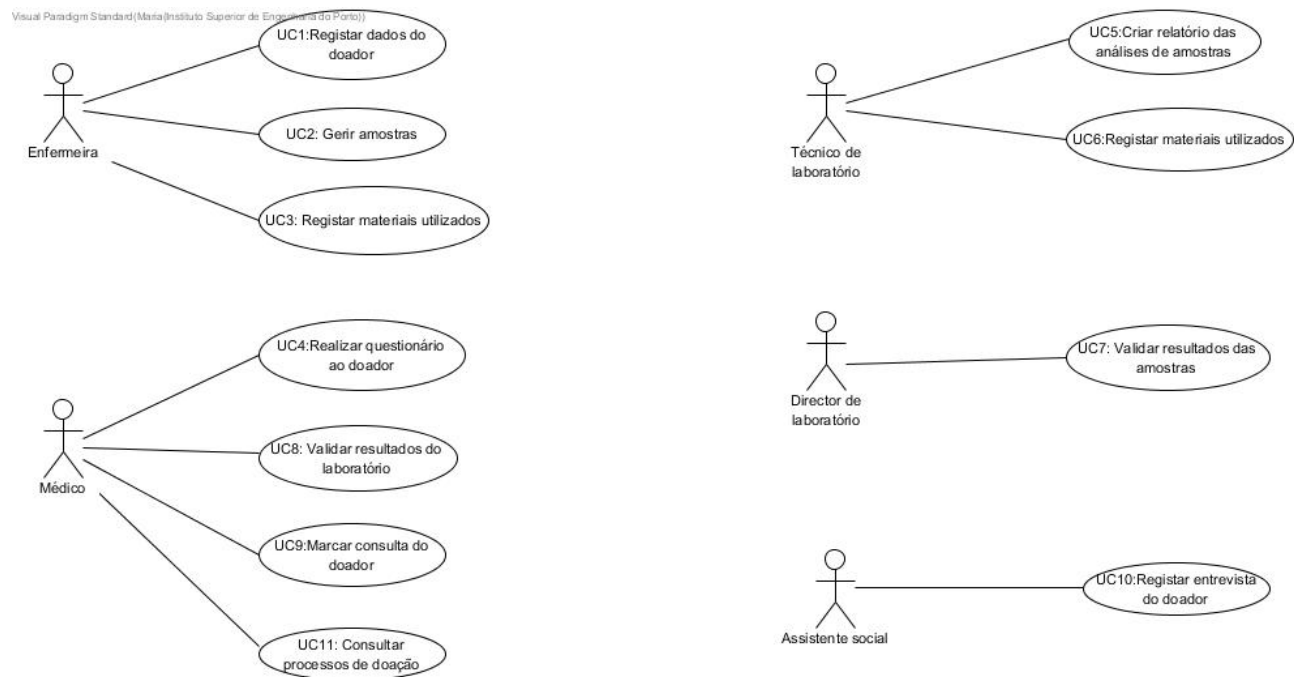 Visual Paradigm Standard(Maria(Instituto Superior de Engenharia do Porto))
UC1:Registar dados do
doador
UC2: Gerir amostras
Enfermeira
UC3: Registar materiais utilizados
UC5:Criar relatório das
análises de amostras
UC6:Registar materiais utilizados
Técnico de
laboratório
UC4:Realizar questionário
ao doador
UC8: Validar resultados do
laboratório
Médico
UC9:Marcar consulta do
doador
UC11: Consultar
processos de doação
UC7: Validar resultados das
amostras
Director de
laboratório
UC10:Registar entrevista
do doador
Assistente social